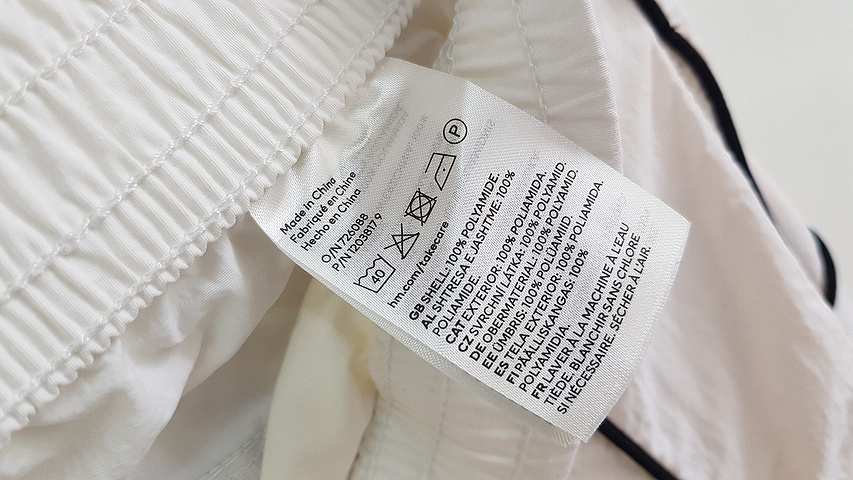 Made in China
Fabriqué en Chine
Hecho en China
O/N726088
P/N1203879
40
P
hm.com/takecare
GB SHELL:100% POLYAMIDE.
AL SHTRESA E JASHTME:100%
POLIAMIDE.
CAT EXTERIOR:100% POLIAMIDA.
CZ SVRCHNI LÁTKA:100% POLYAMID.
DE OBERMATERIAL:100% POLYAMID.
EE ÜMBRIS:100% POLÜAMIID.
ES TELA EXTERIOR:100% POLIAMIDA.
FI PÄÄLLISKANGAS:100%
POLYAMIDIA.
FR LAVER À LA MACHINE À L'EAU
TIÈDE. BLANCHIR SANS CHLORE
SI NÉCESSAIRE. SÉCHER À L'AIR.